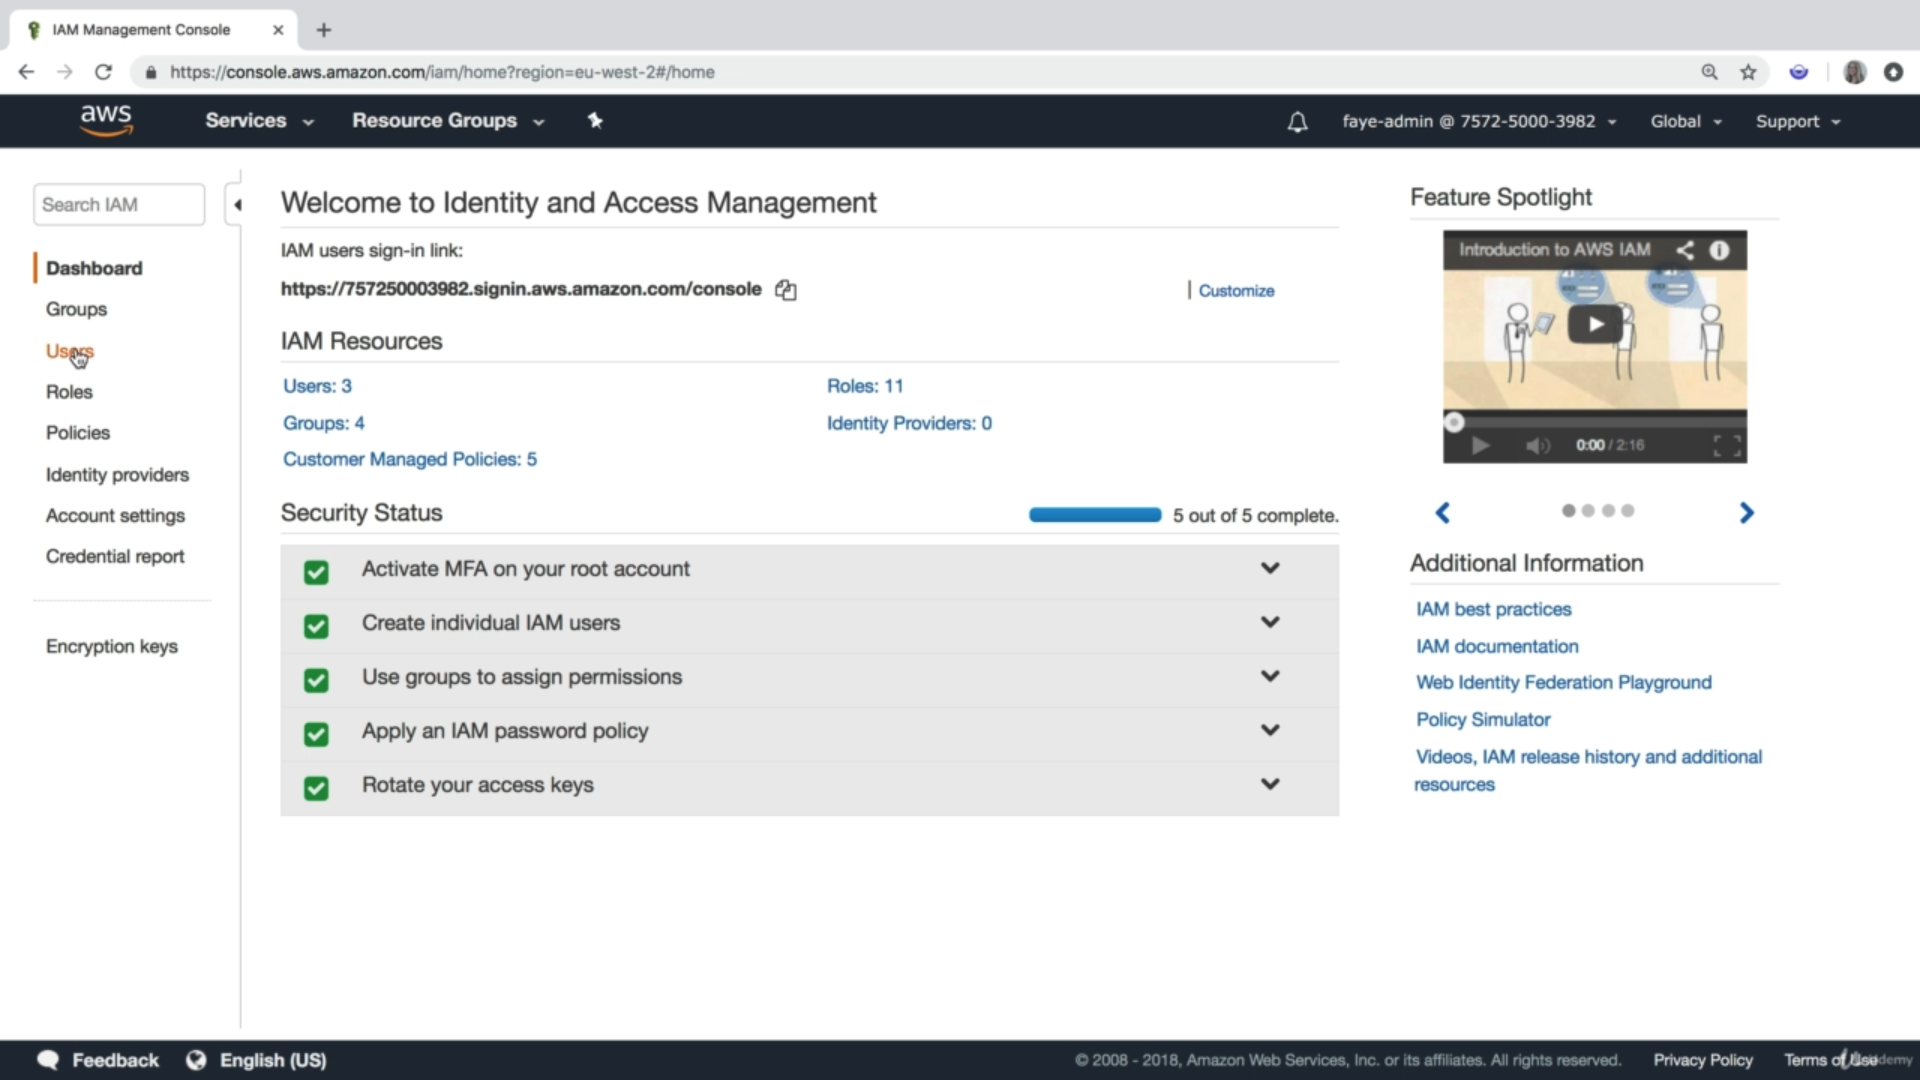 IAM Management Console
https://console.aws.amazon.com/iam/home?region=eu-west-2#/home
aws
Services
Resource Groups
faye-admin @ 7572-5000-3982
Global
Support
Search IAM
Dashboard
Groups
Users
Roles
Policies
Identity providers
Account settings
Credential report
Encryption keys
Welcome to Identity and Access Management
IAM users sign-in link:
https://757250003982.signin.aws.amazon.com/console
Customize
IAM Resources
Users: 3
Roles: 11
Groups: 4
Identity Providers: 0
Customer Managed Policies: 5
Security Status
5 out of 5 complete.
Activate MFA on your root account
Create individual IAM users
Use groups to assign permissions
Apply an IAM password policy
Rotate your access keys
Feature Spotlight
Introduction to AWS IAM
0:00 / 2:16
Additional Information
IAM best practices
IAM documentation
Web Identity Federation Playground
Policy Simulator
Videos, IAM release history and additional
resources
Feedback
English (US)
© 2008 - 2018, Amazon Web Services, Inc. or its affiliates. All rights reserved.
Privacy Policy
Terms of Use